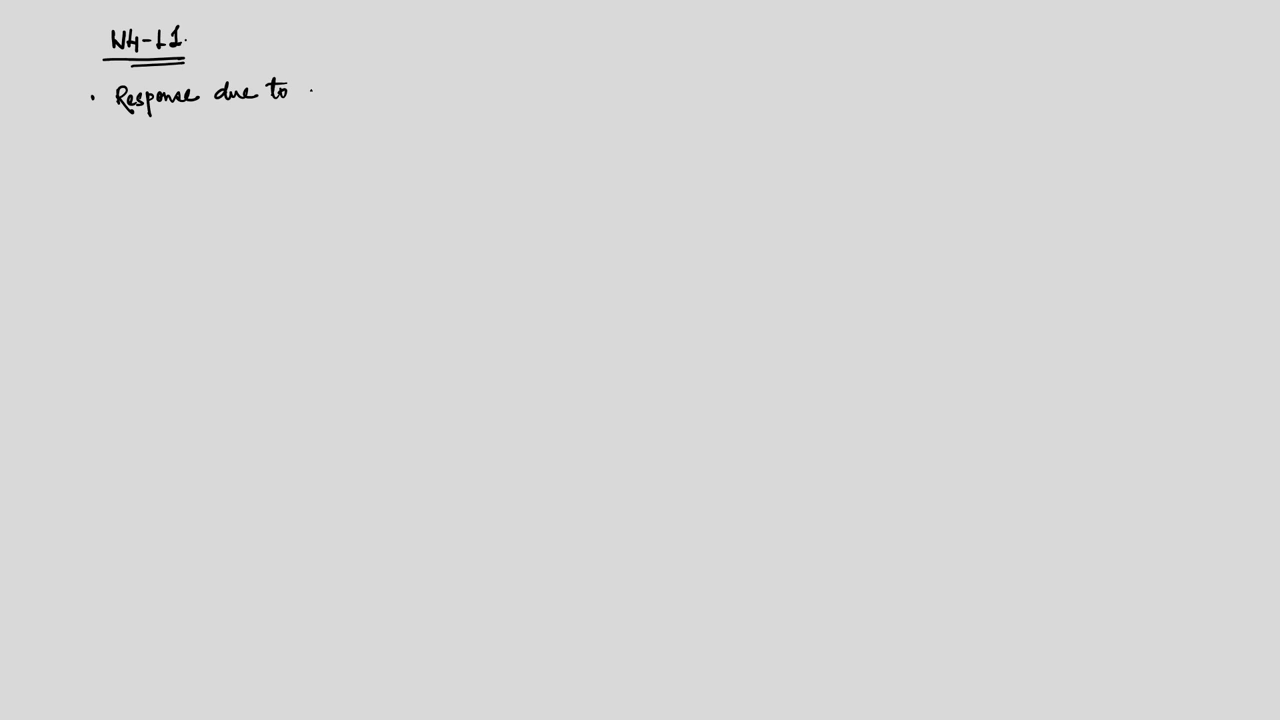 W4-L1.
· Response due to .